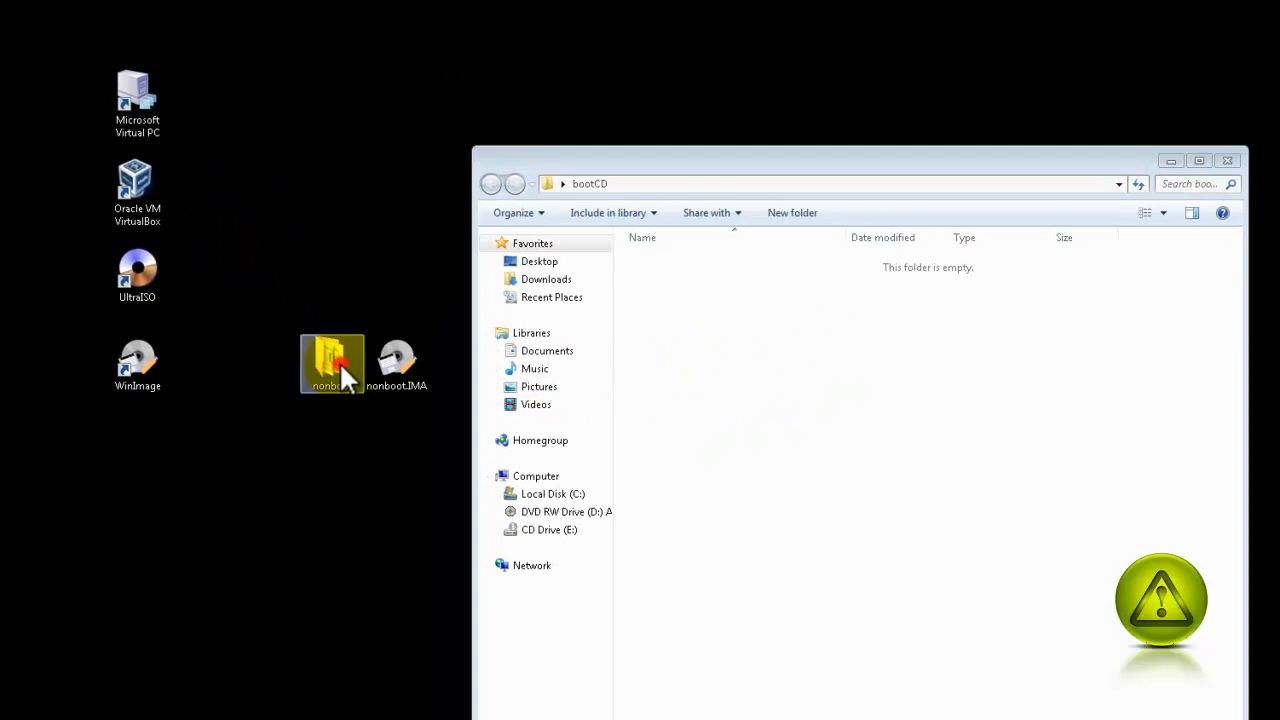 Microsoft
Virtual PC
Oracle VM
VirtualBox
UltraISO
WinImage
nonboot.IMA
bootCD
Search boo...
Organize
Include in library
Share with
New folder
Name
Date modified
Type
Size
This folder is empty.
Favorites
Desktop
Downloads
Recent Places
Libraries
Documents
Music
Pictures
Videos
Homegroup
Computer
Local Disk (C:)
DVD RW Drive (D:) A
CD Drive (E:)
Network